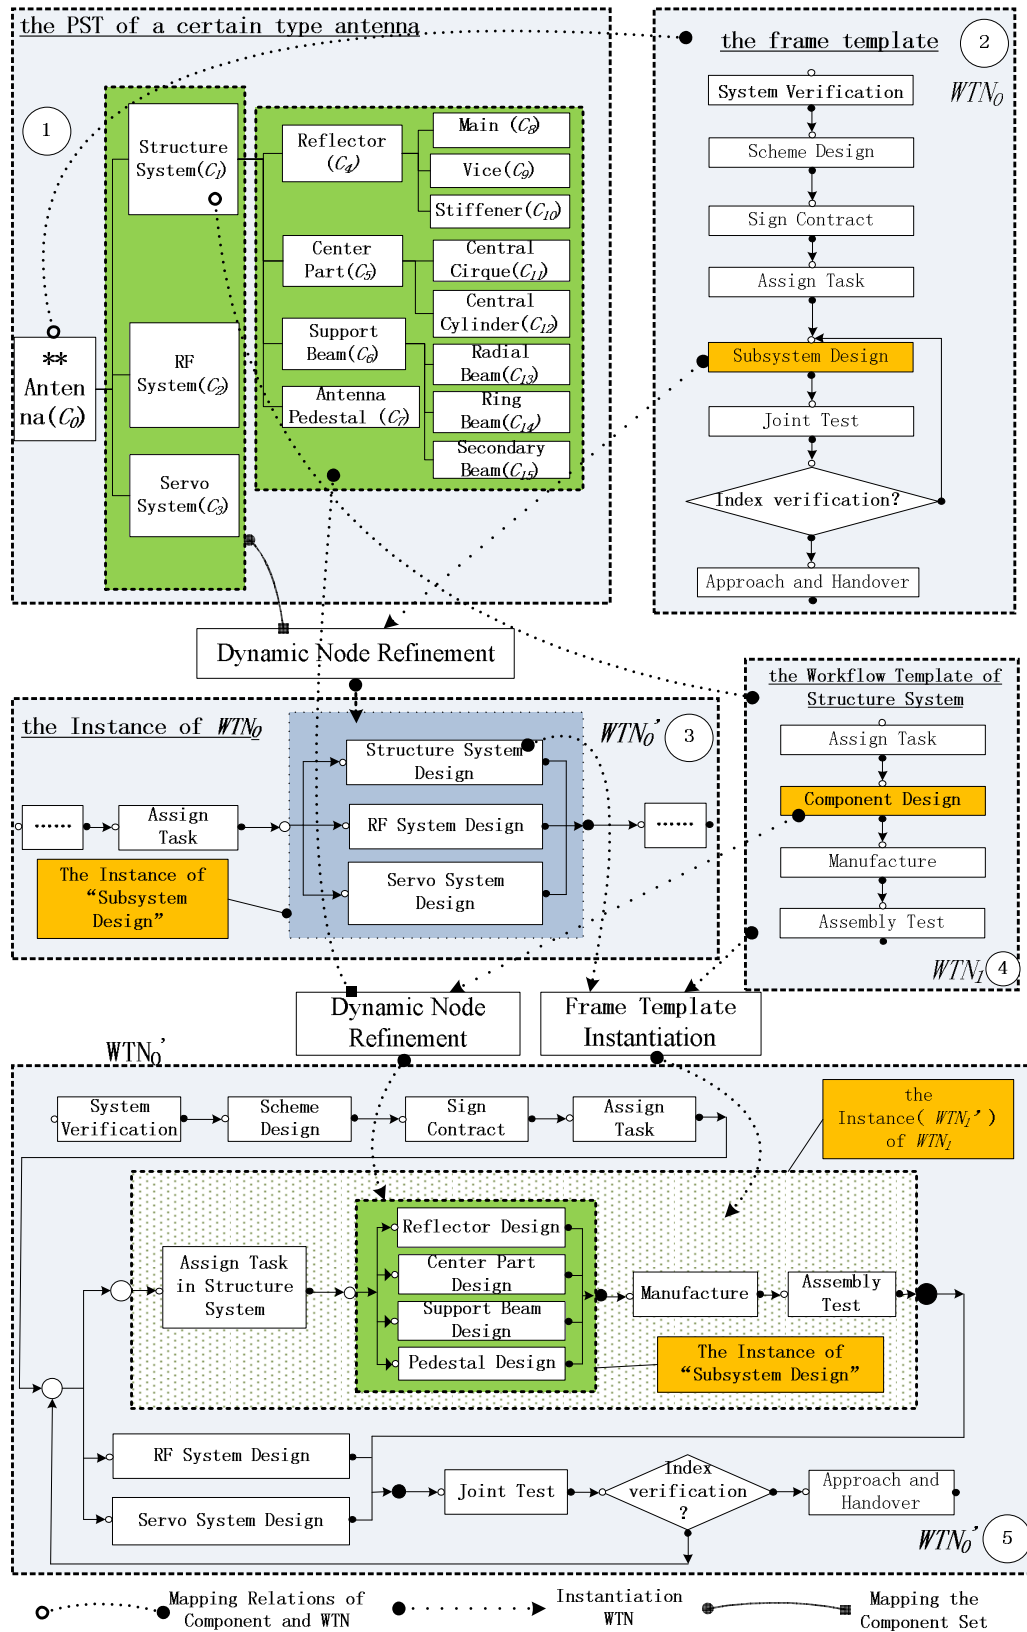 the PST of a certain type antenna
1
Structure
System(C1)
RF
System(C2)
Servo
System(C3)
**
Anten
na(C0)
Reflector
(C4)
Center
Part(C5)
Support
Beam(C6)
Antenna
Pedestal (C7)
Main (C8)
Vice(C9)
Stiffener(C10)
Central
Cirque(C11)
Central
Cylinder(C12)
Radial
Beam(C13)
Ring
Beam(C14)
Secondary
Beam(C15)
the frame template
2
WTN0
System Verification
Scheme Design
Sign Contract
Assign Task
Subsystem Design
Joint Test
Index verification?
Approach and Handover
Dynamic Node Refinement
the Instance of WTN0
WTN0'
3
Structure System
Design
RF System Design
Servo System
Design
······
Assign
Task
······
The Instance of
“Subsystem
Design”
the Workflow Template of
Structure System
Assign Task
Component Design
Manufacture
Assembly Test
WTN1
4
Dynamic Node
Refinement
Frame Template
Instantiation
WTN0'
System
Verification
Scheme
Design
Sign
Contract
Assign
Task
the
Instance( WTN1')
of WTN1
Assign Task
in Structure
System
Reflector Design
Center Part
Design
Support Beam
Design
Pedestal Design
Manufacture
Assembly
Test
The Instance of
“Subsystem Design”
RF System Design
Servo System Design
Joint Test
Index
verification
?
Approach and
Handover
WTN0'
5
Mapping Relations of
Component and WTN
Instantiation
WTN
Mapping the
Component Set